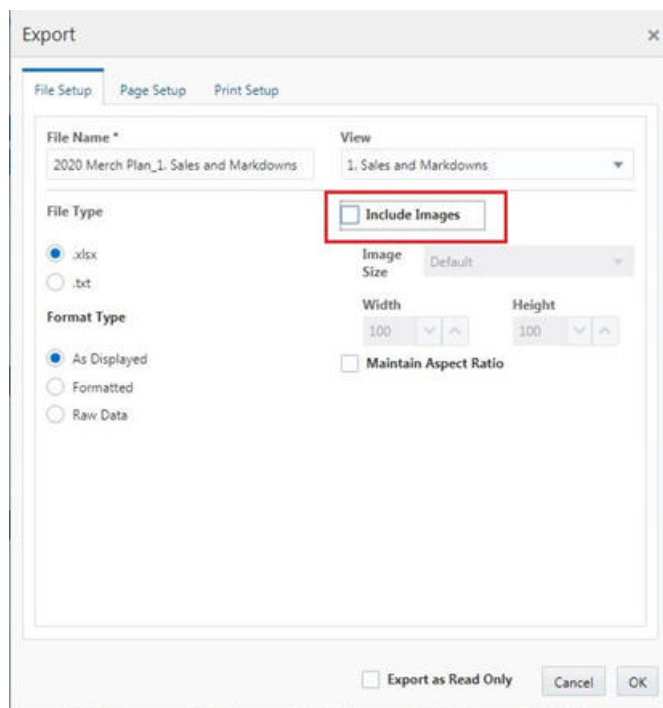 Export
File Setup Page Setup Print Setup
File Name * View
2020 Merch Plan_1. Sales and Markdowns 1. Sales and Markdowns
File Type Include Images
.xlsx Image Size Default
.txt
Format Type Width Height
100 100
As Displayed Maintain Aspect Ratio
Formatted
Raw Data
Export as Read Only Cancel OK